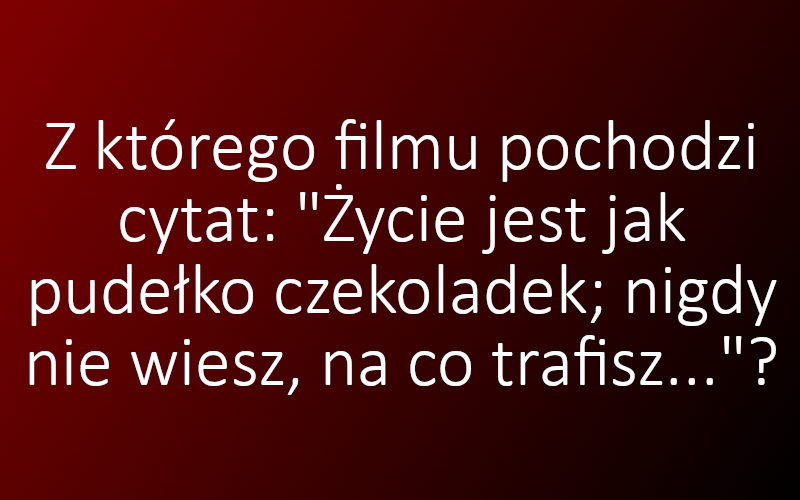 Z którego filmu pochodzi
cytat: "Życie jest jak
pudełko czekoladek; nigdy
nie wiesz, na co trafisz..."?